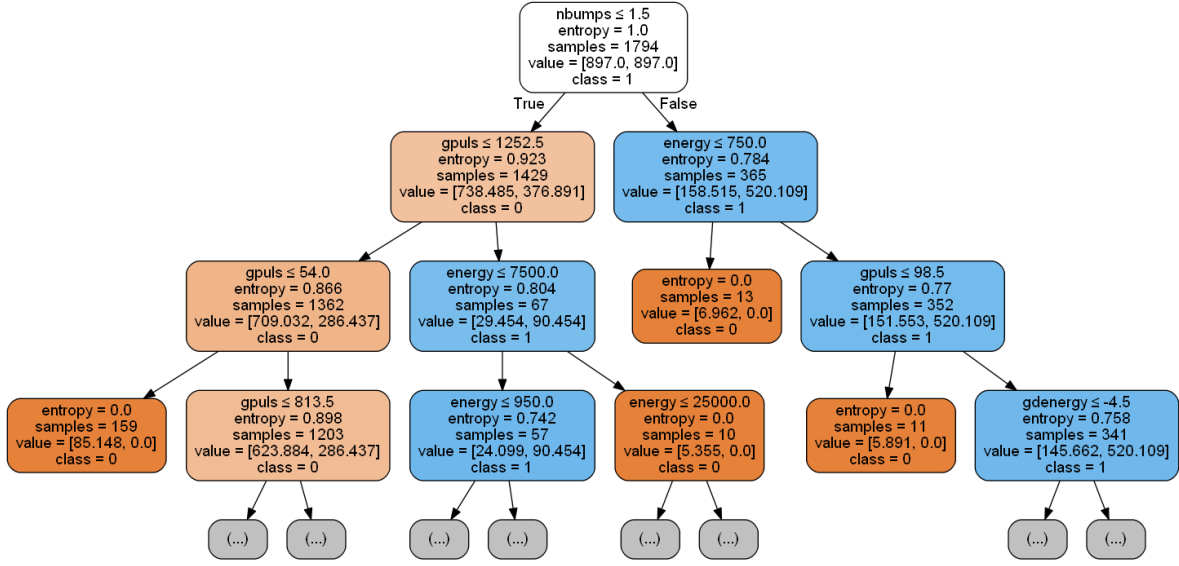 nbumps ≤ 1.5
entropy = 1.0
samples = 1794
value = [897.0, 897.0]
class = 1
True
False
gpuls ≤ 1252.5
entropy = 0.923
samples = 1429
value = [738.485, 376.891]
class = 0
energy ≤ 750.0
entropy = 0.784
samples = 365
value = [158.515, 520.109]
class = 1
gpuls ≤ 54.0
entropy = 0.866
samples = 1362
value = [709.032, 286.437]
class = 0
energy ≤ 7500.0
entropy = 0.804
samples = 67
value = [29.454, 90.454]
class = 1
entropy = 0.0
samples = 13
value = [6.962, 0.0]
class = 0
gpuls ≤ 98.5
entropy = 0.77
samples = 352
value = [151.553, 520.109]
class = 1
entropy = 0.0
samples = 159
value = [85.148, 0.0]
class = 0
gpuls ≤ 813.5
entropy = 0.898
samples = 1203
value = [623.884, 286.437]
class = 0
energy ≤ 950.0
entropy = 0.742
samples = 57
value = [24.099, 90.454]
class = 1
energy ≤ 25000.0
entropy = 0.0
samples = 10
value = [5.355, 0.0]
class = 0
entropy = 0.0
samples = 11
value = [5.891, 0.0]
class = 0
gdenergy ≤ -4.5
entropy = 0.758
samples = 341
value = [145.662, 520.109]
class = 1
(...)
(...)
(...)
(...)
(...)
(...)
(...)
(...)